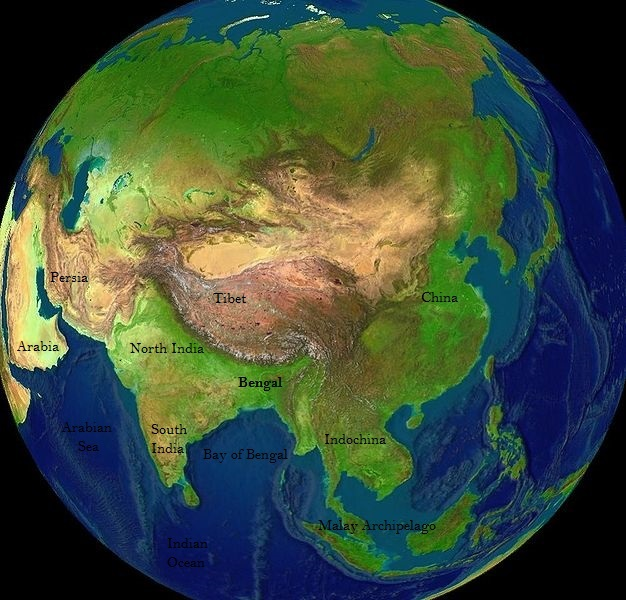 Persia
Tibet
China
Arabia
North India
Bengal
Arabian
Sea
South
India
Bay of Bengal
Indochina
Malay Archipelago
Indian
Ocean